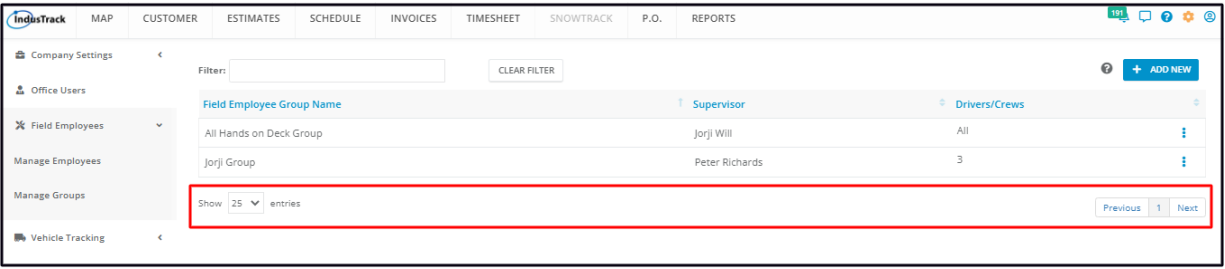 IndusTrack MAP CUSTOMER ESTIMATES SCHEDULE INVOICES TIMESHEET SNOWTRACK P.O. REPORTS 191
Company Settings
Filter: CLEAR FILTER + ADD NEW
Office Users
Field Employee Group Name Supervisor Drivers/Crews
Field Employees
All Hands on Deck Group Jorji Will All
Manage Employees
Jorji Group Peter Richards 3
Manage Groups
Show 25 entries Previous 1 Next
Vehicle Tracking